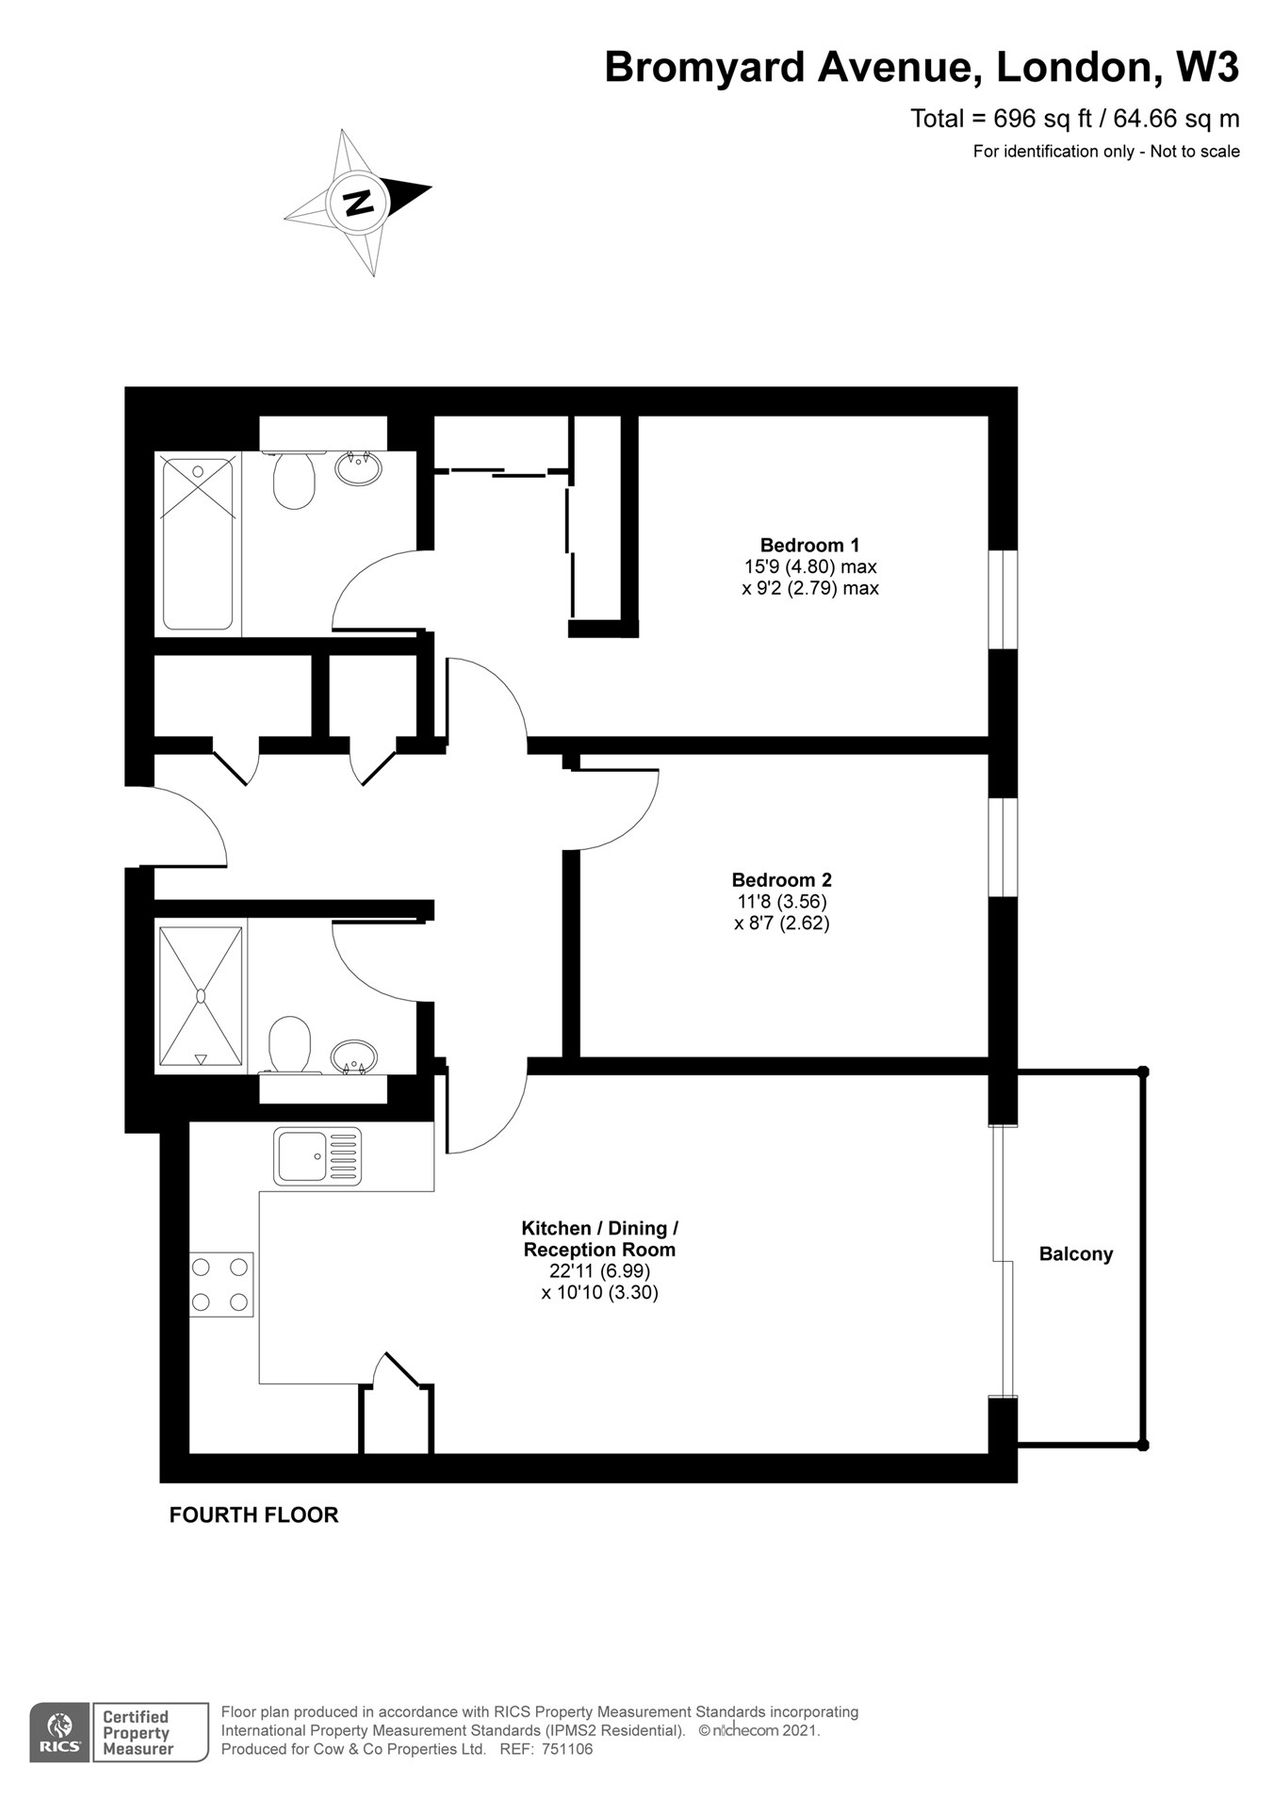 Bromyard Avenue, London, W3
Total = 696 sq ft / 64.66 sq m
For identification only - Not to scale
N
Bedroom 1
15'9 (4.80) max
x 9'2 (2.79) max
Bedroom 2
11'8 (3.56)
x 8'7 (2.62)
Kitchen / Dining /
Reception Room
22'11 (6.99)
x 10'10 (3.30)
Balcony
FOURTH FLOOR
RICS
Certified
Property
Measurer
Floor plan produced in accordance with RICS Property Measurement Standards incorporating
International Property Measurement Standards (IPMS2 Residential). © nichecom 2021.
Produced for Cow & Co Properties Ltd. REF: 751106